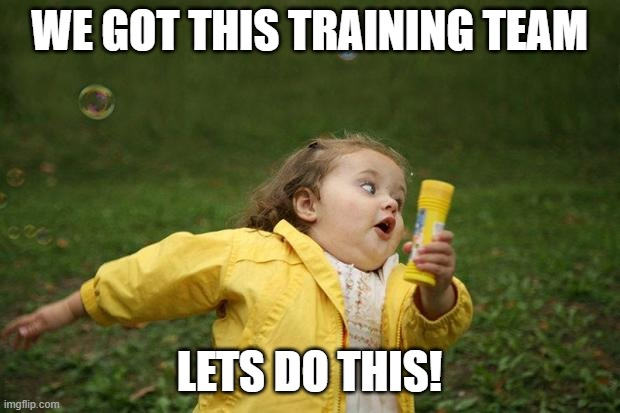 WE GOT THIS TRAINING TEAM
LETS DO THIS!
imgflip.com